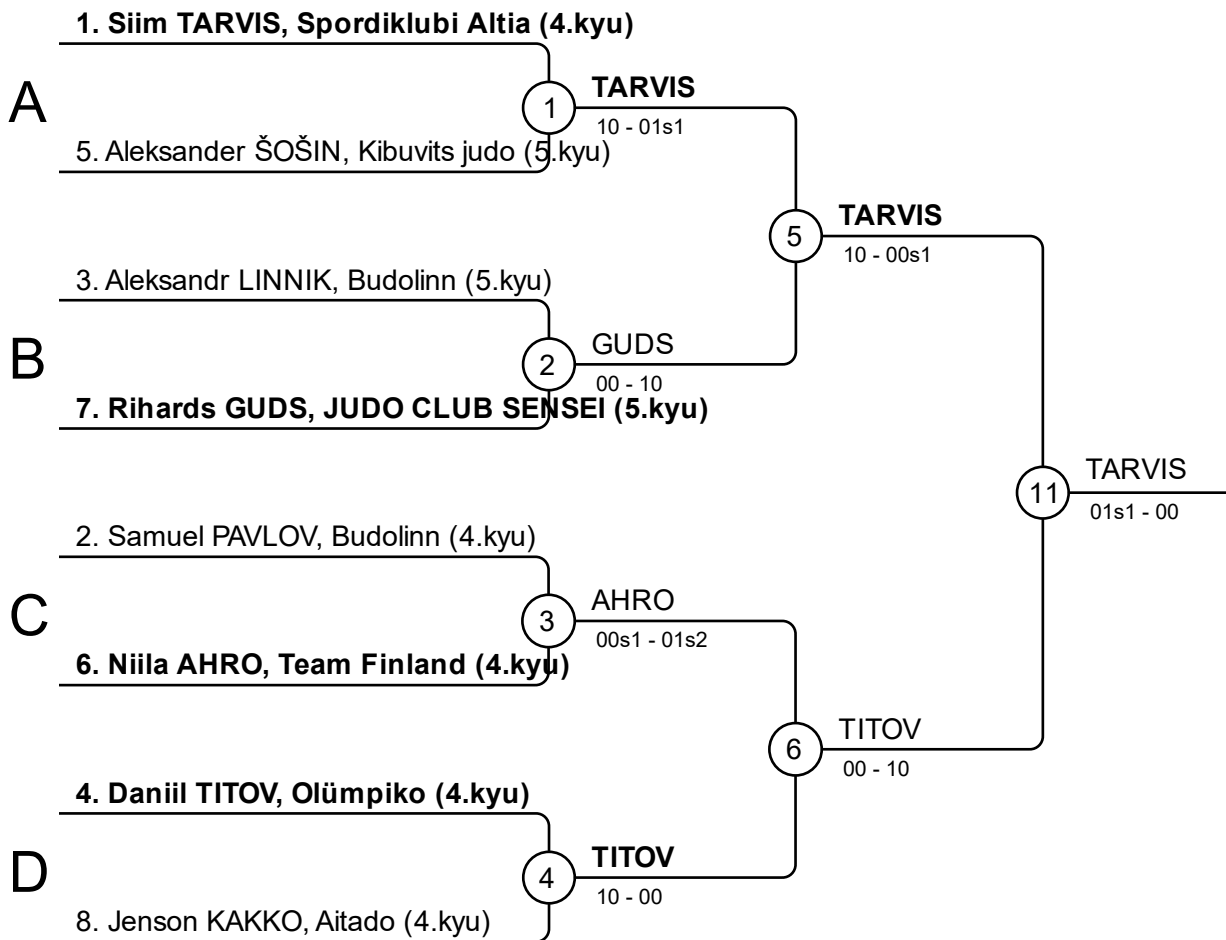 1. Siim TARVIS, Spordiklubi Altia (4.kyu)
A
1
TARVIS
10 - 01s1
5. Aleksander ŠOŠIN, Kibuvits judo (5.kyu)
5
TARVIS
10 - 00s1
3. Aleksandr LINNIK, Budolinn (5.kyu)
B
2
GUDS
00 - 10
7. Rihards GUDS, JUDO CLUB SENSEI (5.kyu)
11
TARVIS
01s1 - 00
2. Samuel PAVLOV, Budolinn (4.kyu)
C
3
AHRO
00s1 - 01s2
6. Niila AHRO, Team Finland (4.kyu)
6
TITOV
00 - 10
4. Daniil TITOV, Olümpiko (4.kyu)
D
4
TITOV
10 - 00
8. Jenson KAKKO, Aitado (4.kyu)